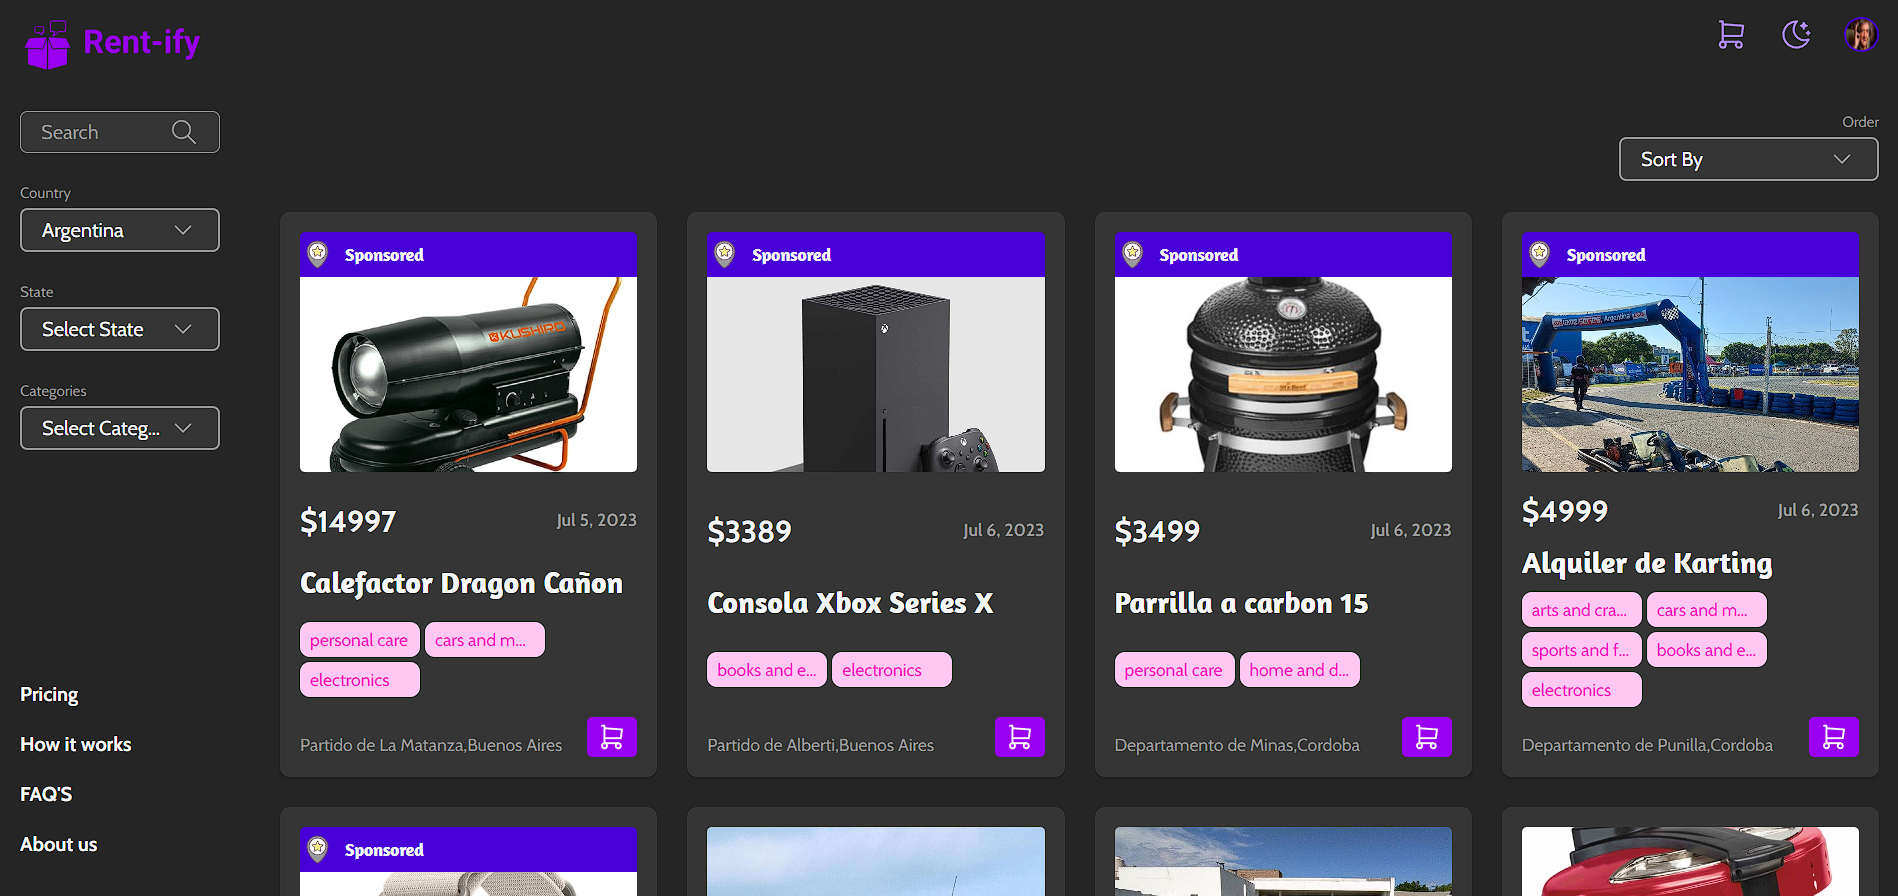 Rent-ify
Search
Country
Argentina
State
Select State
Categories
Select Categ...
Pricing
How it works
FAQ'S
About us
Order
Sort By
Sponsored
KUSHIRO
$14997
Jul 5, 2023
Calefactor Dragon Cañon
personal care
cars and m...
electronics
Partido de La Matanza,Buenos Aires
Sponsored
$3389
Jul 6, 2023
Consola Xbox Series X
books and e...
electronics
Partido de Alberti,Buenos Aires
Sponsored
Mr.Beef
$3499
Jul 6, 2023
Parrilla a carbon 15
personal care
home and d...
Departamento de Minas,Cordoba
Sponsored
Argentina
$4999
Jul 6, 2023
Alquiler de Karting
arts and cra...
cars and m...
sports and f...
books and e...
electronics
Departamento de Punilla,Cordoba
Sponsored